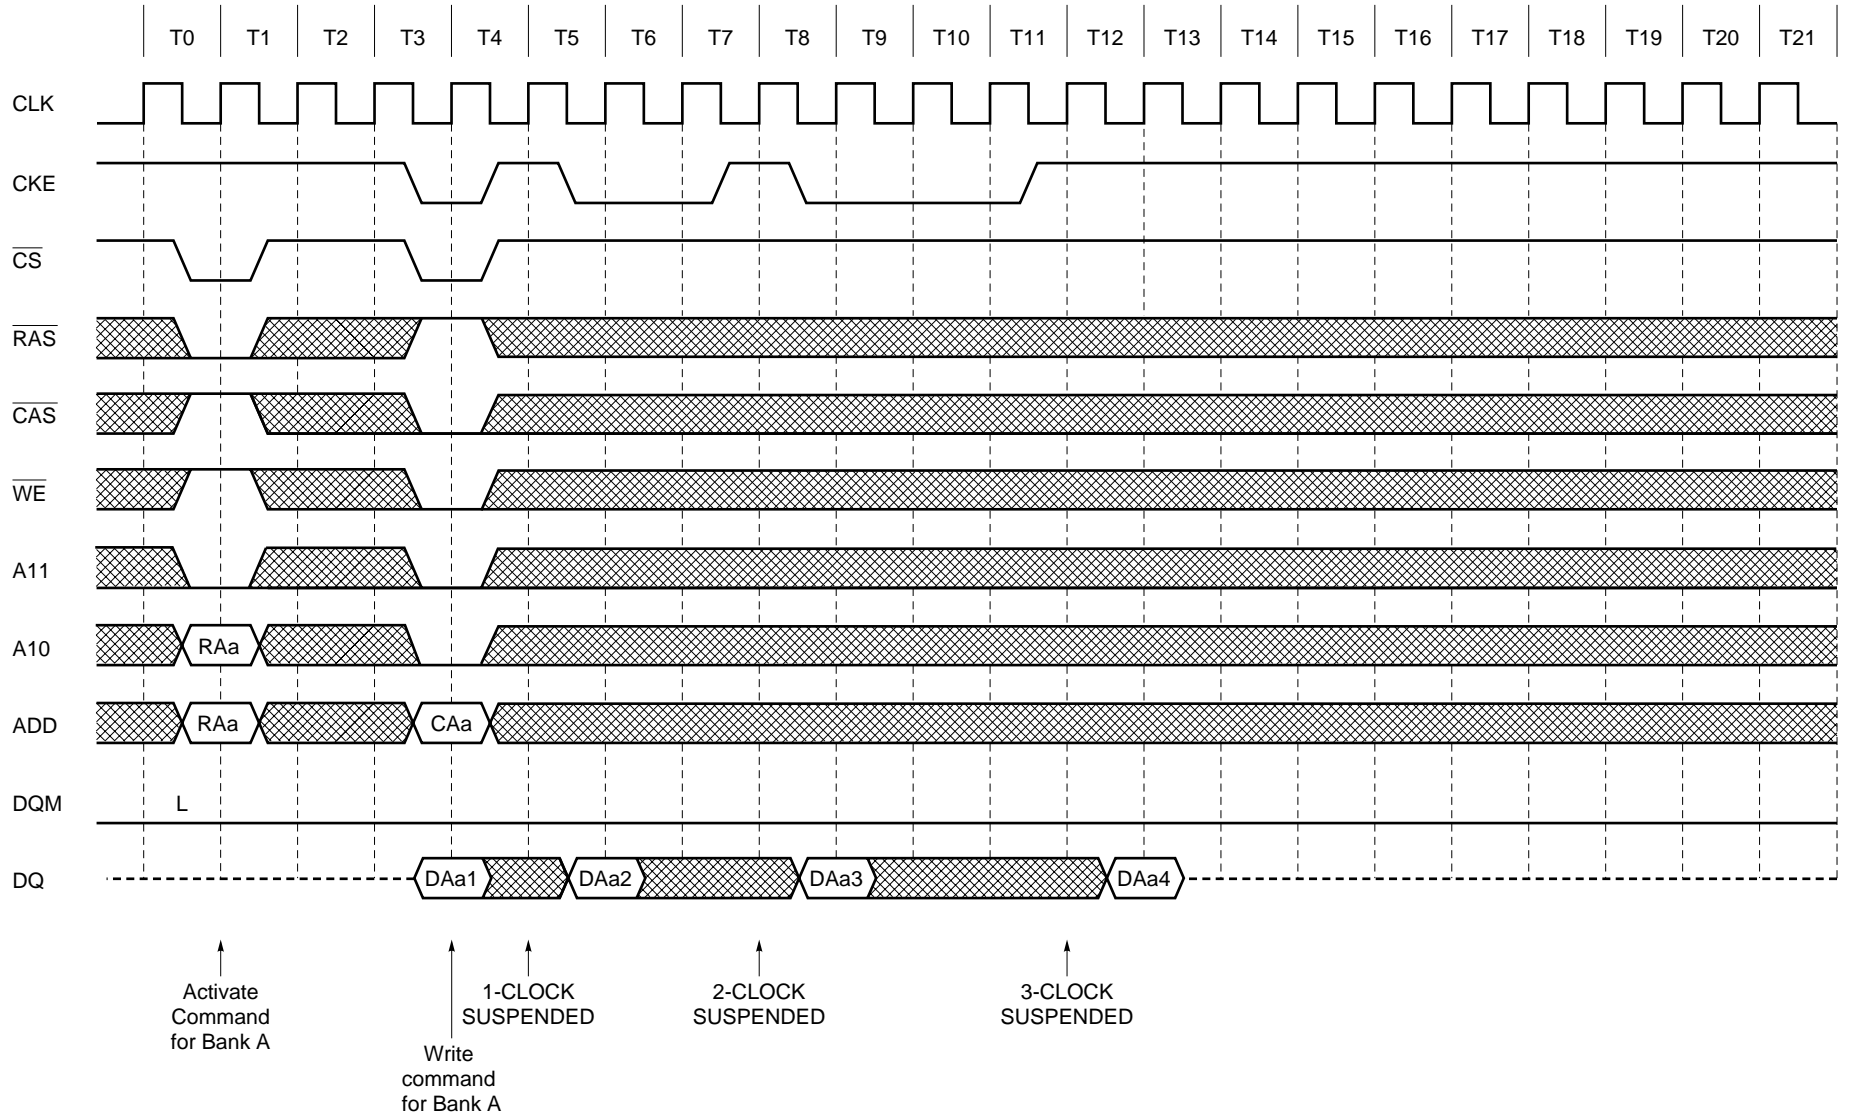 T0 T1 T2 T3 T4 T5 T6 T7 T8 T9 T10 T11 T12 T13 T14 T15 T16 T17 T18 T19 T20 T21
CLK
CKE
CS
RAS
CAS
WE
A11
A10 RAa
ADD RAa CAa
DQM L
DQ DAa1 DAa2 DAa3 DAa4
Activate
Command
for Bank A
Write
command
for Bank A
1-CLOCK
SUSPENDED
2-CLOCK
SUSPENDED
3-CLOCK
SUSPENDED